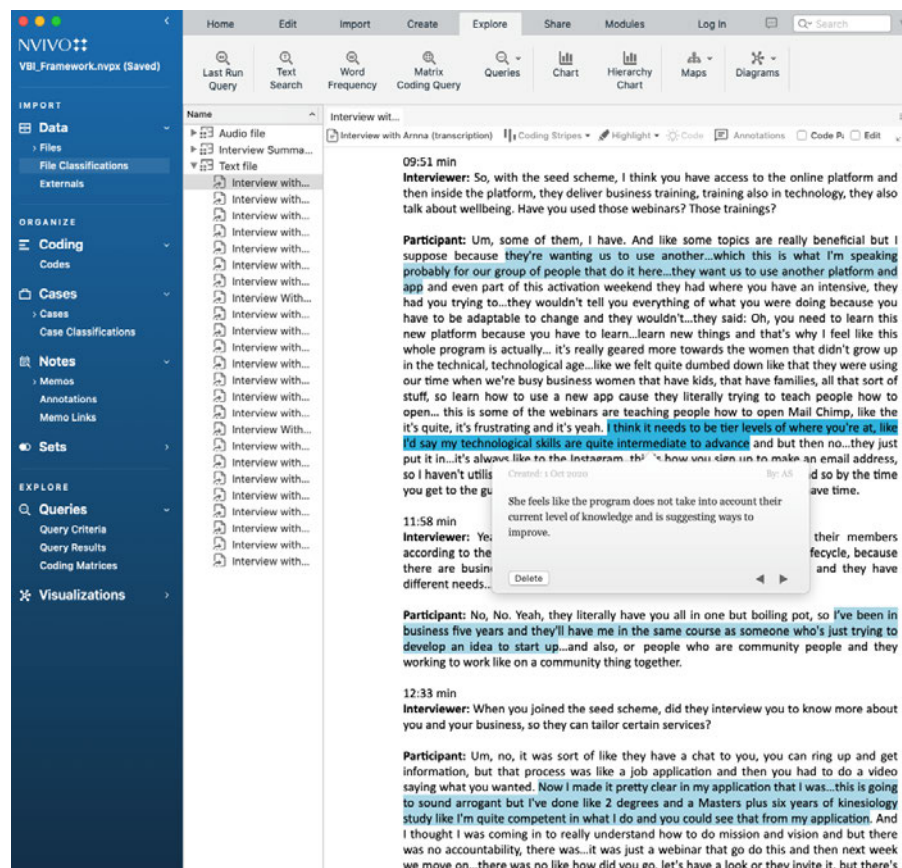 Home Edit Import Create Explore Share Modules Log In Search
NVIVO
VBI_Framework.nvpx (Saved)
Last Run Query
Text Search
Word Frequency
Matrix Coding Query
Queries
Chart
Hierarchy Chart
Maps
Diagrams
IMPORT
Data
Files
File Classifications
Externals
ORGANIZE
Coding
Codes
Cases
Cases
Case Classifications
Notes
Memos
Annotations
Memo Links
Sets
EXPLORE
Queries
Query Criteria
Query Results
Coding Matrices
Visualizations
Name
Audio file
Interview Summa...
Text file
Interview with...
Interview with...
Interview with...
Interview with...
Interview with...
Interview with...
Interview with...
Interview With...
Interview with...
Interview with...
Interview with...
Interview with...
Interview with...
Interview with...
Interview with...
Interview With...
Interview with...
Interview with...
Interview with...
Interview with...
Interview with...
Interview with...
Interview with...
Interview with...
Interview wit...
Interview with Arnna (transcription) Coding Stripes Highlight Code Annotations Code Edit
09:51 min
Interviewer: So, with the seed scheme, I think you have access to the online platform and
then inside the platform, they deliver business training, training also in technology, they also
talk about wellbeing. Have you used those webinars? Those trainings?
Participant: Um, some of them, I have. And like some topics are really beneficial but I
suppose because they're wanting us to use another...which this is what I'm speaking
probably for our group of people that do it here...they want us to use another platform and
app and even part of this activation weekend they had where you have an intensive, they
had you trying to...they wouldn't tell you everything of what you were doing because you
have to be adaptable to change and they wouldn't...they said: Oh, you need to learn this
new platform because you have to learn...learn new things and that's why I feel like this
whole program is actually... it's really geared more towards the women that didn't grow up
in the technical, technological age...like we felt quite dumbed down like that they were using
our time when we're busy business women that have kids, that have families, all that sort of
stuff, so learn how to use a new app cause they literally trying to teach people how to
open... this is some of the webinars are teaching people how to open Mail Chimp, like the
it's quite, it's frustrating and it's yeah. I think it needs to be tier levels of where you're at, like
I'd say my technological skills are quite intermediate to advance and but then no...they just
put it in...it's always like to the Instagram how you sign up to make an email address,
so I haven't utilis d so by the time
you get to the gu ave time.
Created: 1 Oct 2020 By: AS
She feels like the program does not take into account their
current level of knowledge and is suggesting ways to
improve.
Delete
11:58 min
Interviewer: Yea their members
according to the fecycle, because
there are busin and they have
different needs...
Participant: No, No. Yeah, they literally have you all in one but boiling pot, so I've been in
business five years and they'll have me in the same course as someone who's just trying to
develop an idea to start up...and also, or people who are community people and they
working to work like on a community thing together.
12:33 min
Interviewer: When you joined the seed scheme, did they interview you to know more about
you and your business, so they can tailor certain services?
Participant: Um, no, it was sort of like they have a chat to you, you can ring up and get
information, but that process was like a job application and then you had to do a video
saying what you wanted. Now I made it pretty clear in my application that I was...this is going
to sound arrogant but I've done like 2 degrees and a Masters plus six years of kinesiology
study like I'm quite competent in what I do and you could see that from my application. And
I thought I was coming in to really understand how to do mission and vision and but there
was no accountability, there was...it was just a webinar that go do this and then next week
we move on...there was no like how did you go, let's have a look or they invite it, but there's